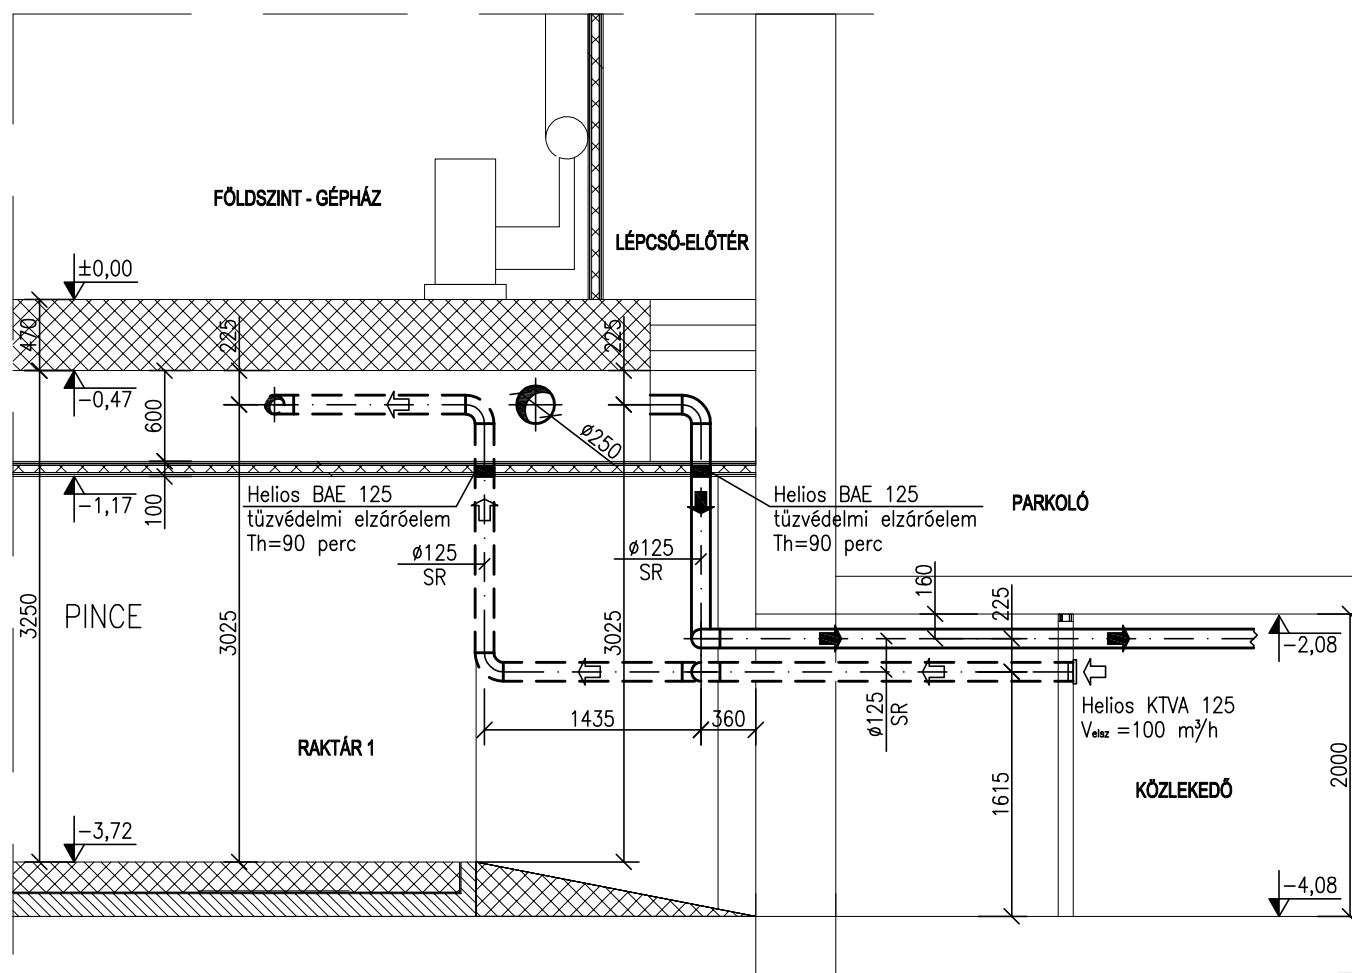 FÖLDSZINT - GÉPHÁZ
LÉPCSŐ-ELŐTÉR
±0,00
470
225
225
-0,47
600
ø250
-1,17
100
Helios BAE 125
tüzvédelmi elzáróelem
Th=90 perc
Helios BAE 125
tüzvédelmi elzáróelem
Th=90 perc
PARKOLÓ
ø125
SR
ø125
SR
160
225
3250
PINCE
3025
3025
-2,08
1435
360
ø125
SR
Helios KTVA 125
Velsz =100 m³/h
RAKTÁR 1
1615
KÖZLEKEDŐ
2000
-3,72
-4,08